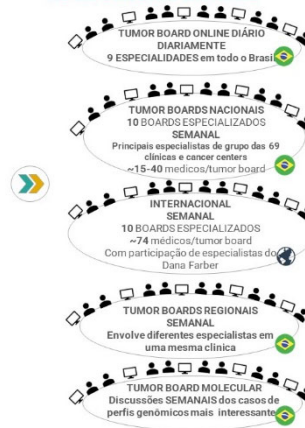 TUMOR BOARD ONLINE DIÁRIO
DIARIAMENTE
9 ESPECIALIDADES em todo o Brasil
TUMOR BOARDS NACIONAIS
10 BOARDS ESPECIALIZADOS
SEMANAL
Principais especialistas de grupo das 69
clínicas e cancer centers
~15-40 medicos/tumor board
INTERNACIONAL
SEMANAL
10 BOARDS ESPECIALIZADOS
~74 médicos/tumor board
Com participação de especialistas do
Dana Farber
TUMOR BOARDS REGIONAIS
SEMANAL
Envolve diferentes especialistas em
uma mesma clínica
TUMOR BOARD MOLECULAR
Discussões SEMANAIS dos casos de
perfis genômicos mais interessante